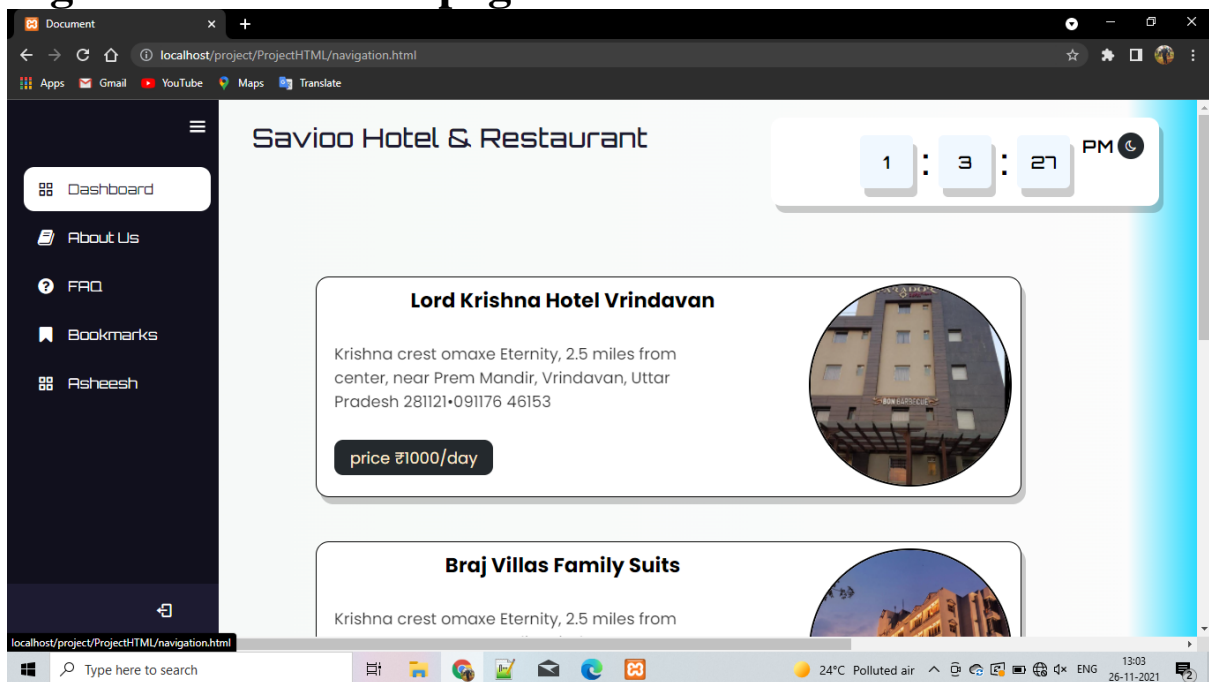 Document
localhost/project/ProjectHTML/navigation.html
Apps Gmail YouTube Maps Translate
Savioo Hotel & Restaurant
1 : 3 : 27 PM
Dashboard
About Us
FAQ
Bookmarks
Asheesh
Lord Krishna Hotel Vrindavan
Krishna crest omaxe Eternity, 2.5 miles from
center, near Prem Mandir, Vrindavan, Uttar
Pradesh 281121•091176 46153
price ₹1000/day
BON BARBECUE
Braj Villas Family Suits
Krishna crest omaxe Eternity, 2.5 miles from
localhost/project/ProjectHTML/navigation.html
Type here to search
24°C Polluted air
ENG
13:03
26-11-2021
2